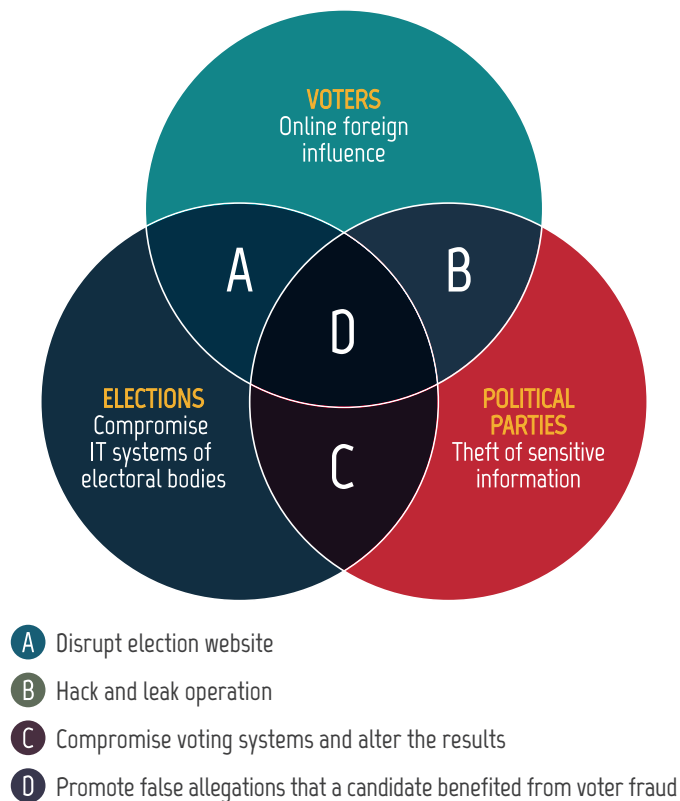 VOTERS
Online foreign
influence
A
B
D
ELECTIONS
Compromise
IT systems of
electoral bodies
POLITICAL
PARTIES
Theft of sensitive
information
C
A Disrupt election website
B Hack and leak operation
C Compromise voting systems and alter the results
D Promote false allegations that a candidate benefited from voter fraud